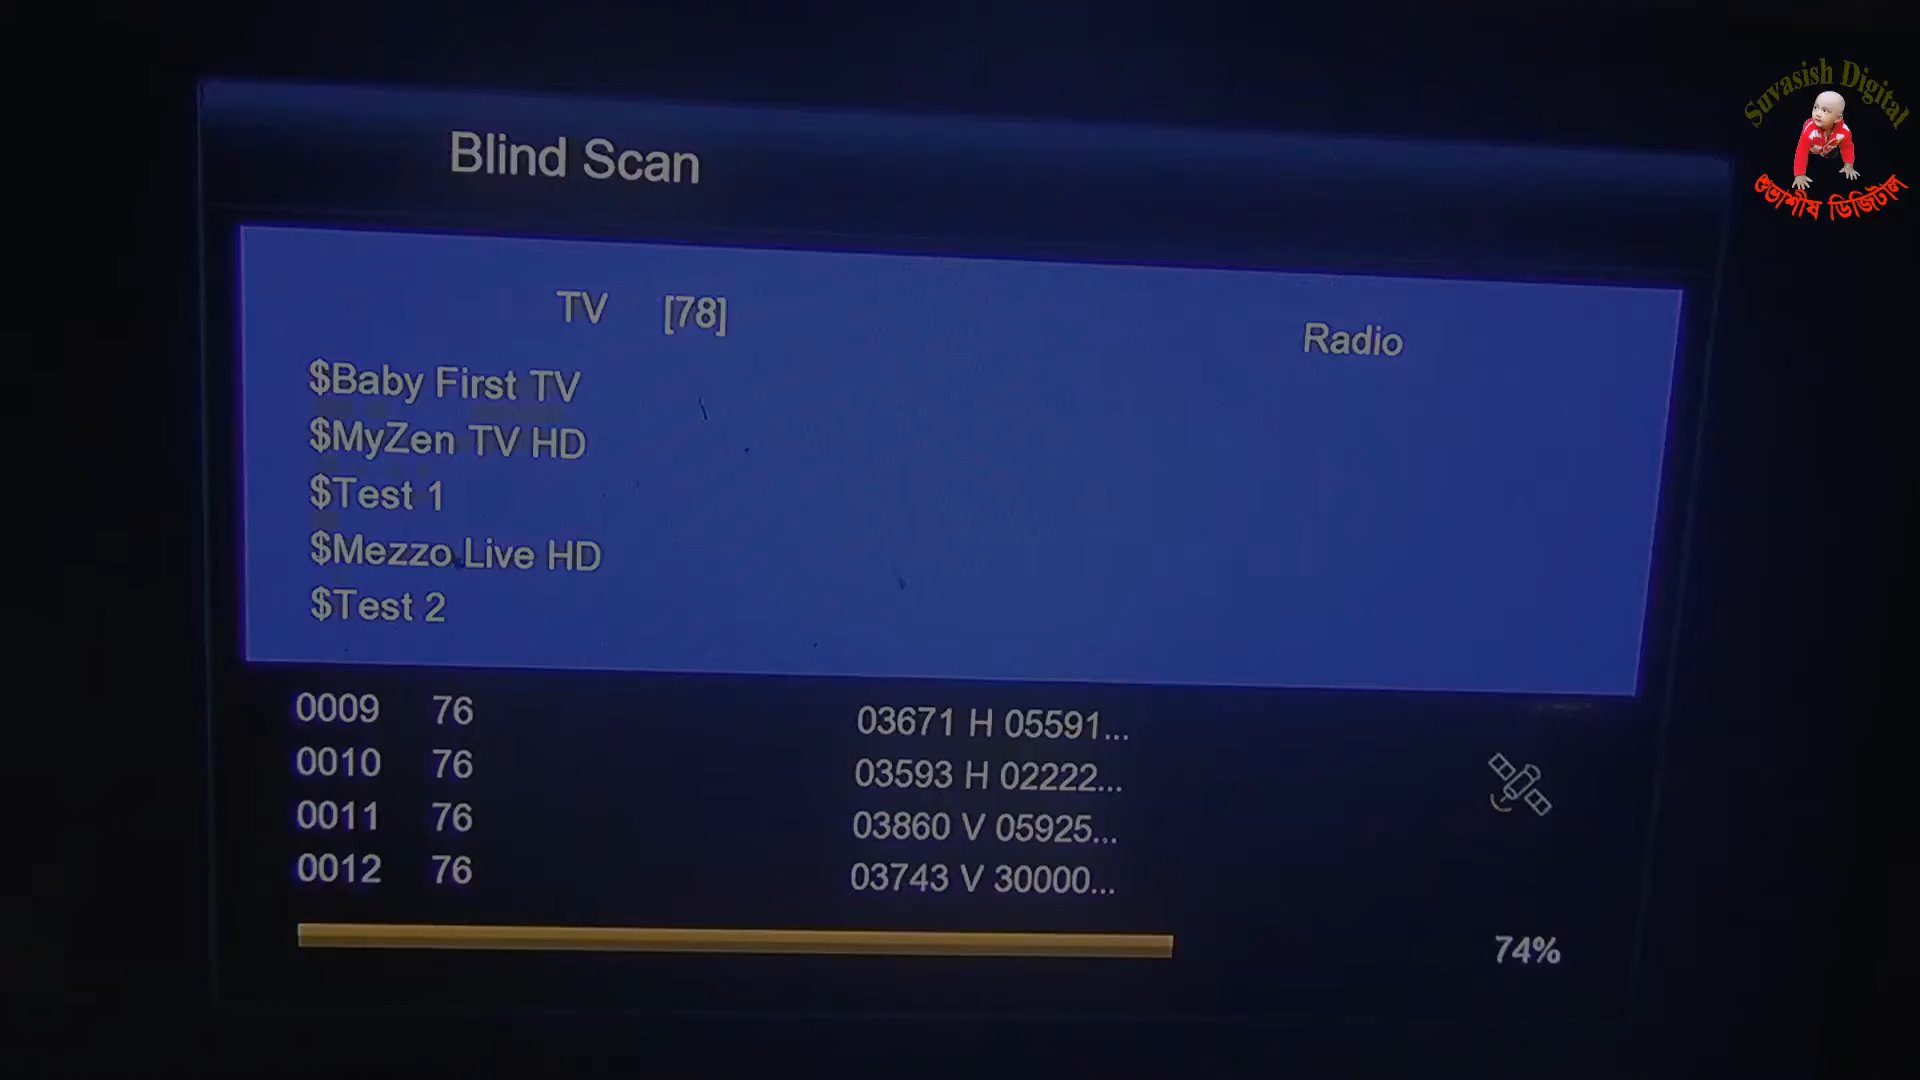 Suvasish Digital
শুভাশীষ ডিজিটাল
Blind Scan
TV [78]
Radio
$Baby First TV
$MyZen TV HD
$Test 1
$Mezzo Live HD
$Test 2
0009 76 03671 H 05591...
0010 76 03593 H 02222...
0011 76 03860 V 05925...
0012 76 03743 V 30000...
74%